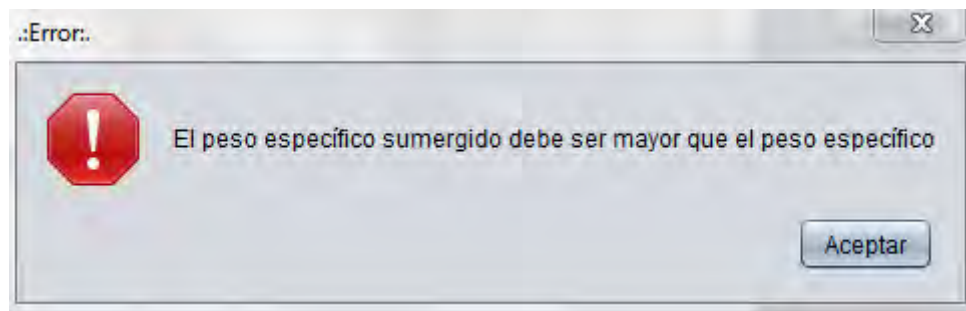 .:Error:.
El peso específico sumergido debe ser mayor que el peso específico
Aceptar